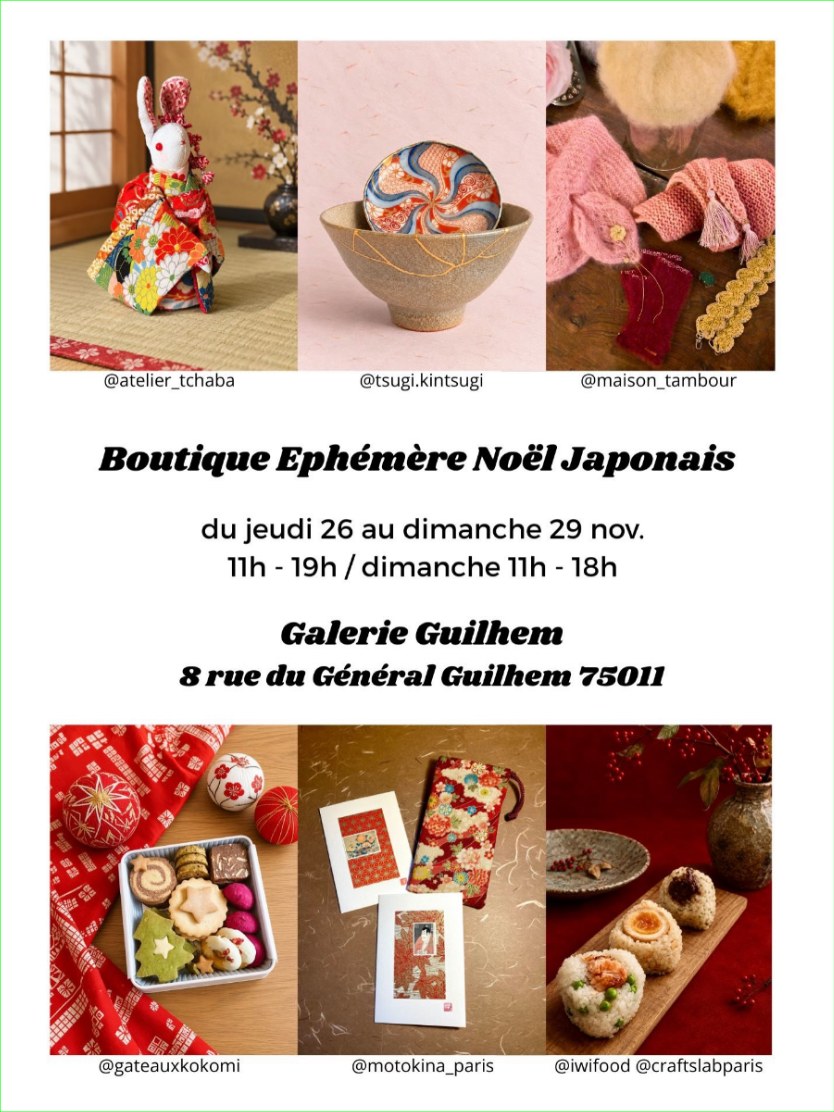 @atelier_tchaba @tsugi.kintsugi @maison_tambour
Boutique Ephémère Noël Japonais
du jeudi 26 au dimanche 29 nov.
11h - 19h / dimanche 11h - 18h
Galerie Guilhem
8 rue du Général Guilhem 75011
@gateauxkokomi @motokina_paris @iwifood @craftslabparis